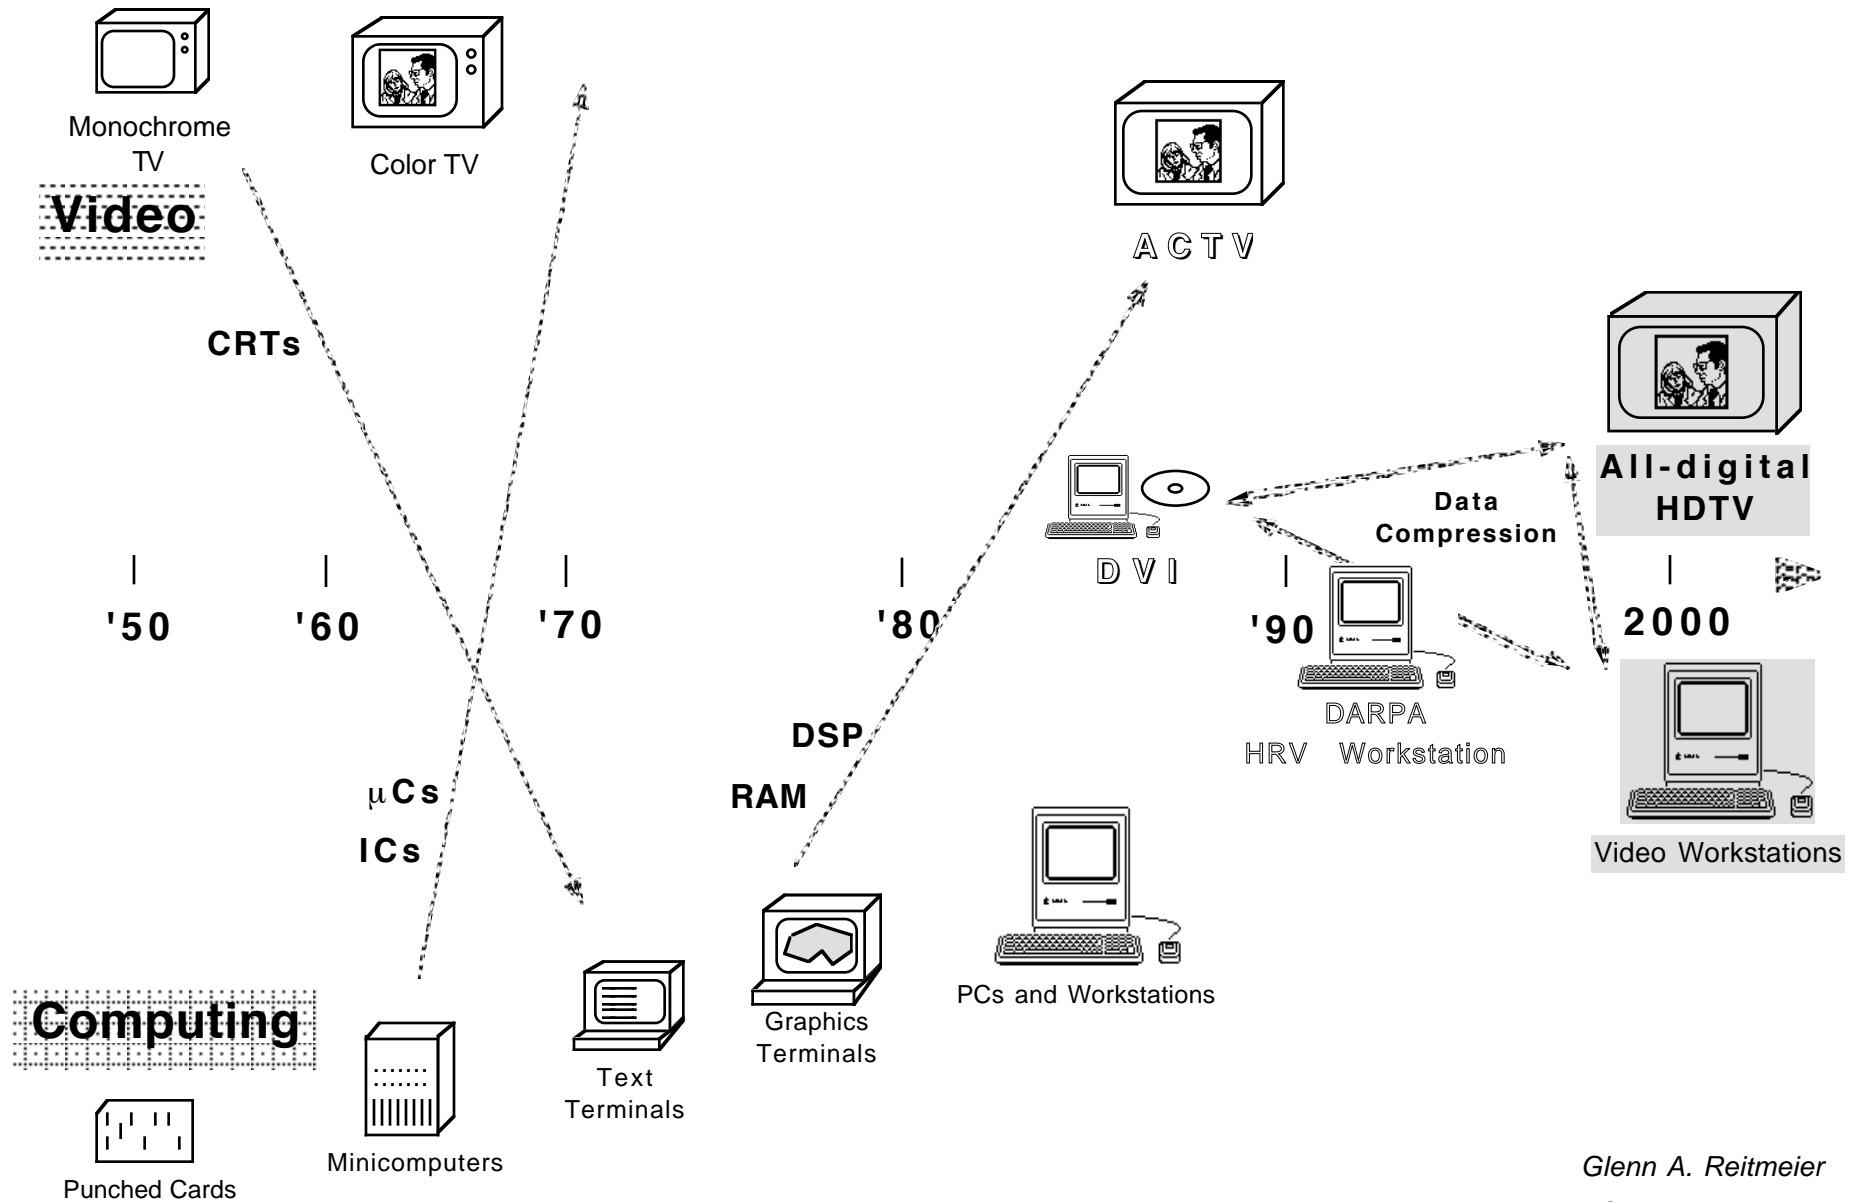 Monochrome
TV
Color TV
Video
ACTV
CRTs
All-digital
HDTV
Data
Compression
DVI
'50
'60
'70
'80
'90
2000
DARPA
HRV Workstation
DSP
RAM
μCs
ICs
Video Workstations
PCs and Workstations
Computing
Graphics
Terminals
Text
Terminals
Minicomputers
Punched Cards
Glenn A. Reitmeier